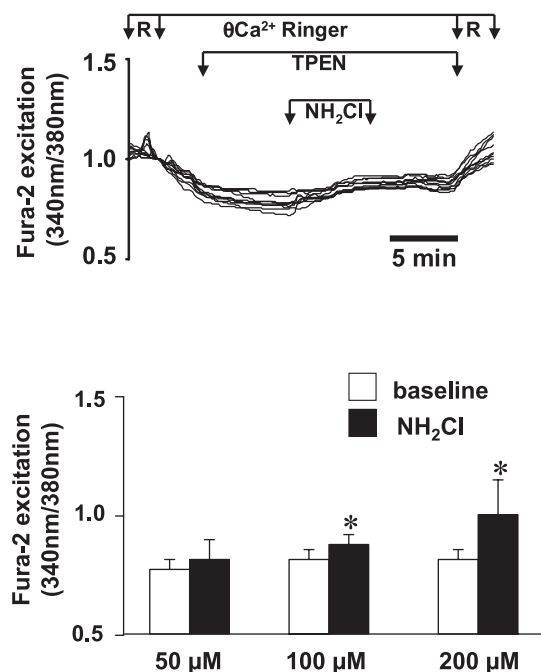 R θCa²⁺ Ringer R
TPEN
NH₂Cl
1.5
1.0
0.5
Fura-2 excitation
(340nm/380nm)
5 min
baseline
NH₂Cl
1.5
1.0
0.5
Fura-2 excitation
(340nm/380nm)
*
*
50 µM 100 µM 200 µM